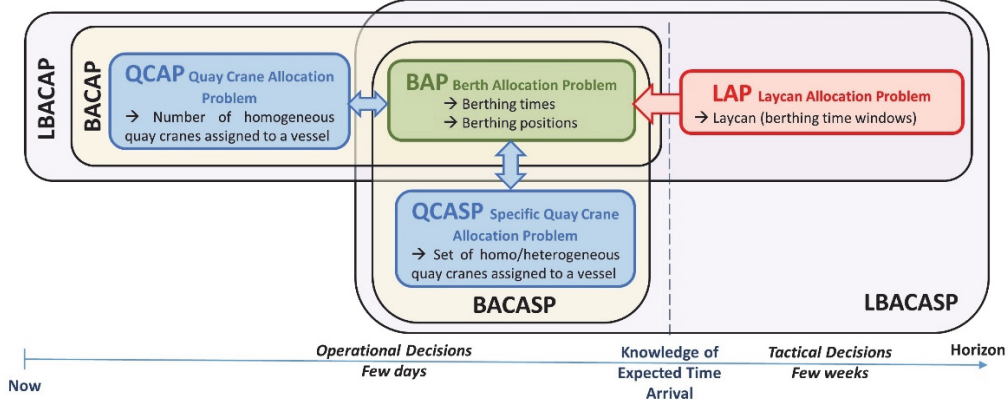 LBACAP
BACAP
QCAP Quay Crane Allocation
Problem
→ Number of homogeneous
quay cranes assigned to a vessel
BAP Berth Allocation Problem
→ Berthing times
→ Berthing positions
LAP Laycan Allocation Problem
→ Laycan (berthing time windows)
QCASP Specific Quay Crane
Allocation Problem
→ Set of homo/heterogeneous
quay cranes assigned to a vessel
BACASP
LBACASP
Operational Decisions
Few days
Knowledge of
Expected Time
Arrival
Tactical Decisions
Few weeks
Horizon
Now